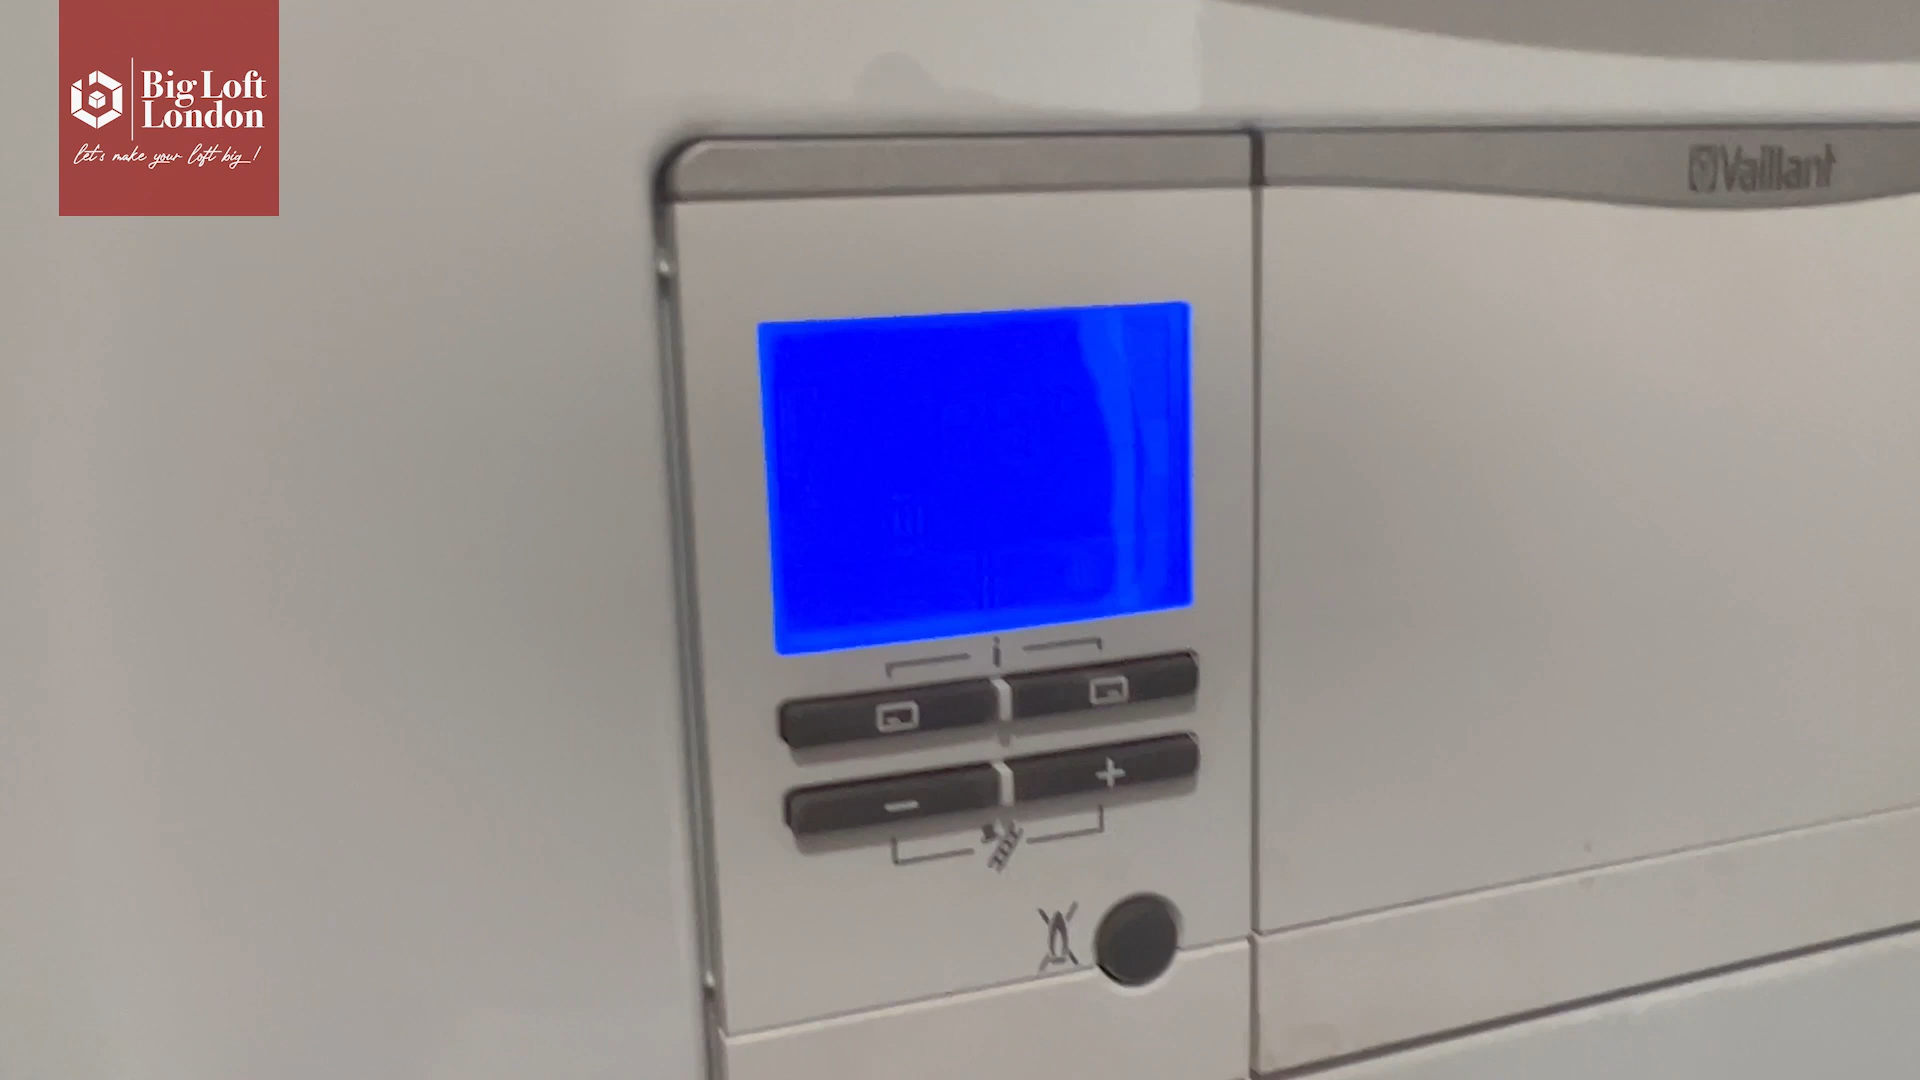 Big Loft
London
let's make your loft big!
Vaillant
i
- +